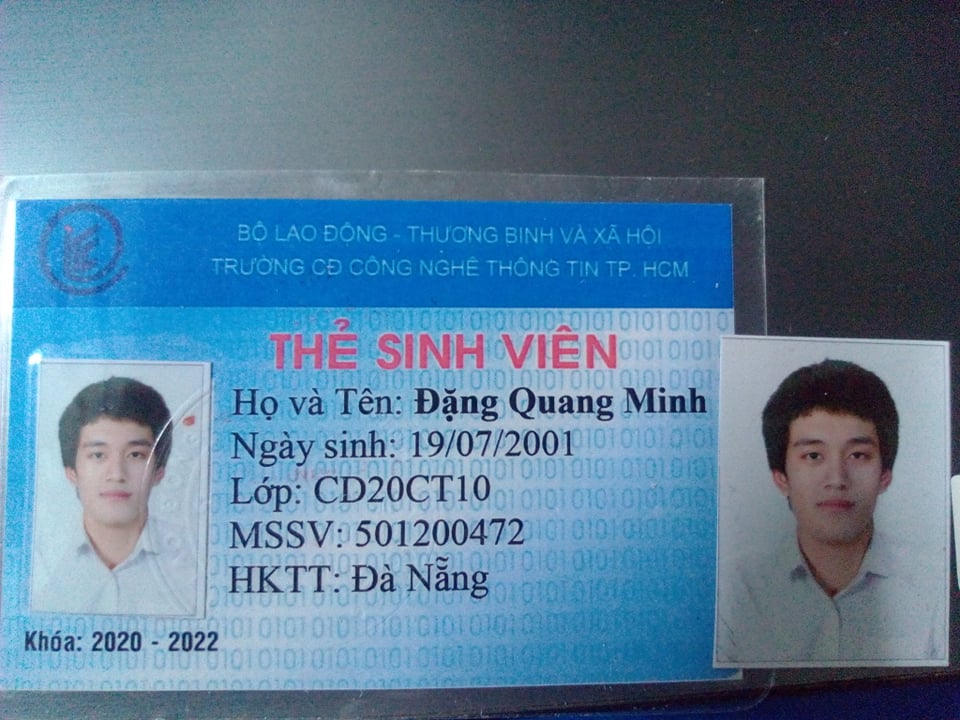 BỘ LAO ĐỘNG - THƯƠNG BINH VÀ XÃ HỘI
TRƯỜNG CĐ CÔNG NGHỆ THÔNG TIN TP. HCM
THẺ SINH VIÊN
Họ và Tên: Đặng Quang Minh
Ngày sinh: 19/07/2001
Lớp: CD20CT10
MSSV: 501200472
HKTT: Đà Nẵng
Khóa: 2020 - 2022